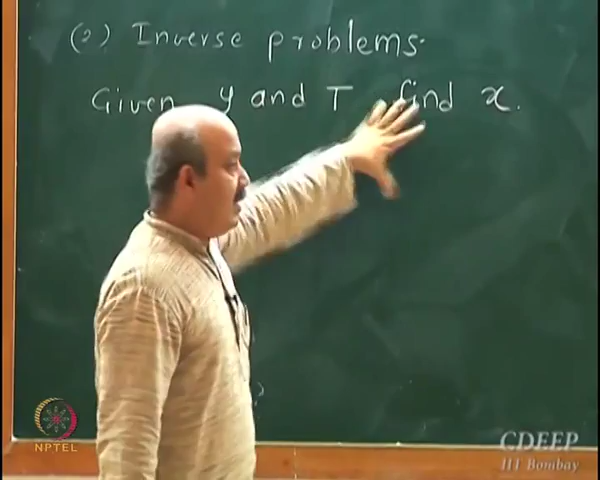 (2) Inverse problems.
Given y and T find x.
NPTEL
CDEEP
IIT Bombay